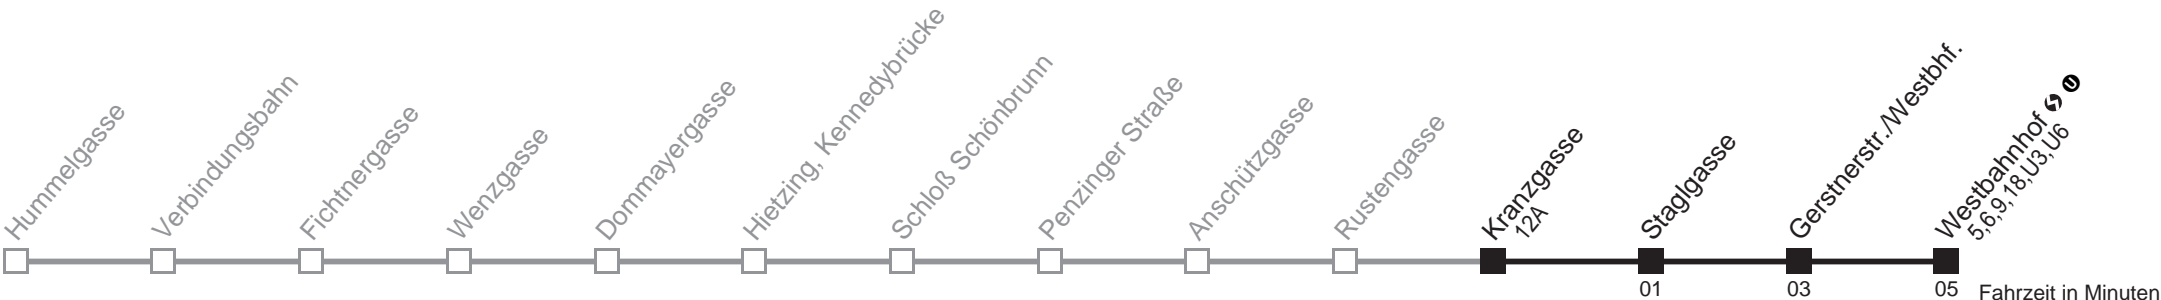 Hummelgasse
Verbindungsbahn
Fichtnergasse
Wenzgasse
Dommayergasse
Hietzing, Kennedybrücke
Schloß Schönbrunn
Penzinger Straße
Anschützgasse
Rustengasse
Kranzgasse
12A
Staglgasse
Gerstnerstr./Westbhf.
Westbahnhof S U
5,6,9,18,U3,U6
01 03 05 Fahrzeit in Minuten